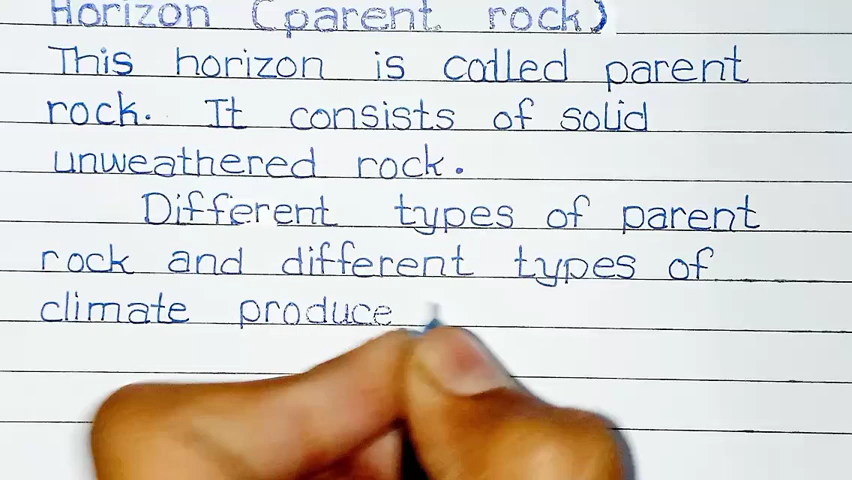 Horizon (parent rock)
This horizon is called parent
rock. It consists of solid
unweathered rock.
Different types of parent
rock and different types of
climate produce